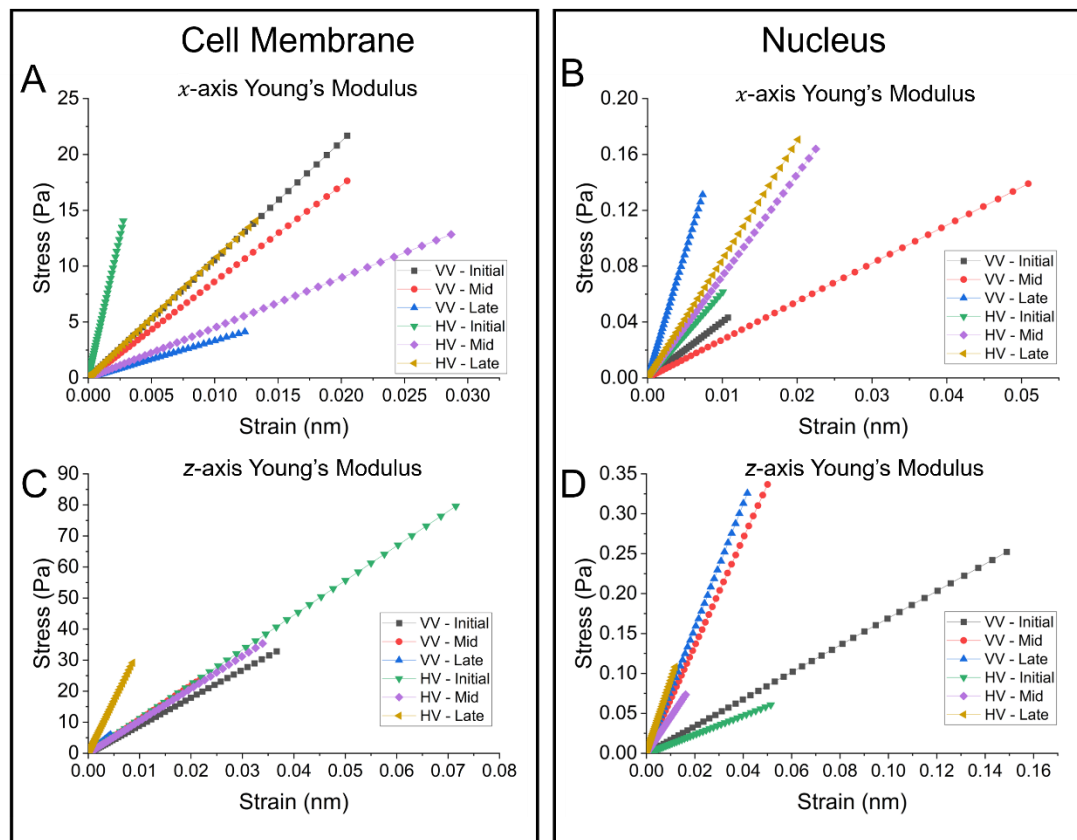 Cell Membrane
A
x-axis Young's Modulus
25
20
15
10
5
0
Stress (Pa)
0.000 0.005 0.010 0.015 0.020 0.025 0.030
Strain (nm)
VV - Initial
VV - Mid
VV - Late
HV - Initial
HV - Mid
HV - Late
C
z-axis Young's Modulus
90
80
70
60
50
40
30
20
10
0
Stress (Pa)
0.00 0.01 0.02 0.03 0.04 0.05 0.06 0.07 0.08
Strain (nm)
VV - Initial
VV - Mid
VV - Late
HV - Initial
HV - Mid
HV - Late
Nucleus
B
x-axis Young's Modulus
0.20
0.16
0.12
0.08
0.04
0.00
Stress (Pa)
0.00 0.01 0.02 0.03 0.04 0.05
Strain (nm)
VV - Initial
VV - Mid
VV - Late
HV - Initial
HV - Mid
HV - Late
D
z-axis Young's Modulus
0.35
0.30
0.25
0.20
0.15
0.10
0.05
0.00
Stress (Pa)
0.00 0.02 0.04 0.06 0.08 0.10 0.12 0.14 0.16
Strain (nm)
VV - Initial
VV - Mid
VV - Late
HV - Initial
HV - Mid
HV - Late